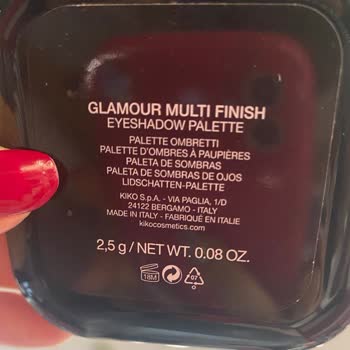 GLAMOUR MULTI FINISH
EYESHADOW PALETTE
PALETTE OMBRETTI
PALETTE D'OMBRES À PAUPIÈRES
PALETA DE SOMBRAS
PALETA DE SOMBRAS DE OJOS
LIDSCHATTEN-PALETTE
KIKO S.p.A. - VIA PAGLIA, 1/D
24122 BERGAMO - ITALY
MADE IN ITALY - FABRIQUÉ EN ITALIE
kikocosmetics.com
2,5 g / NET WT. 0.08 OZ.
18M 07